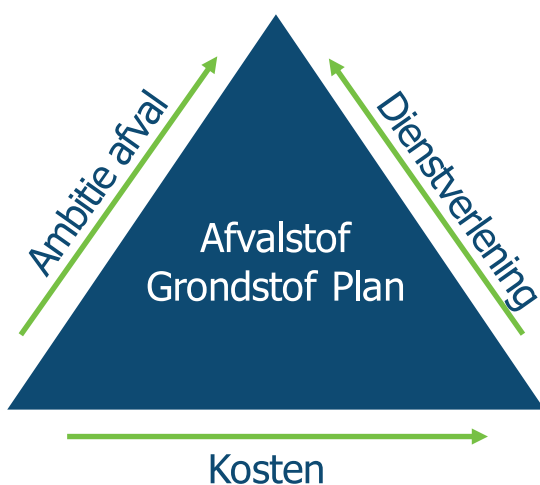 Ambitie afval
Dienstverlening
Afvalstof
Grondstof Plan
Kosten